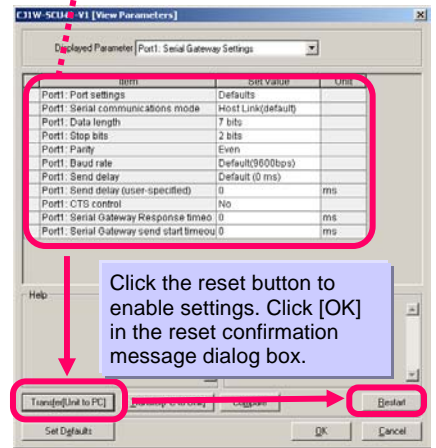 [View Parameters]
Displayed Parameter Port1: Serial Gateway Settings
Item Set Value Unit
Port1: Port settings Defaults
Port1: Serial communications mode Host Link(default)
Port1: Data length 7 bits
Port1: Stop bits 2 bits
Port1: Parity Even
Port1: Baud rate Default(9600bps)
Port1: Send delay Default (0 ms)
Port1: Send delay (user-specified) 0 ms
Port1: CTS control No
Port1: Serial Gateway Response timeo 0 ms
Port1: Serial Gateway send start timeou 0 ms
Click the reset button to
enable settings. Click [OK]
in the reset confirmation
message dialog box.
Help
Transfer[Unit to PC] Compare Restart
Set Defaults OK Cancel